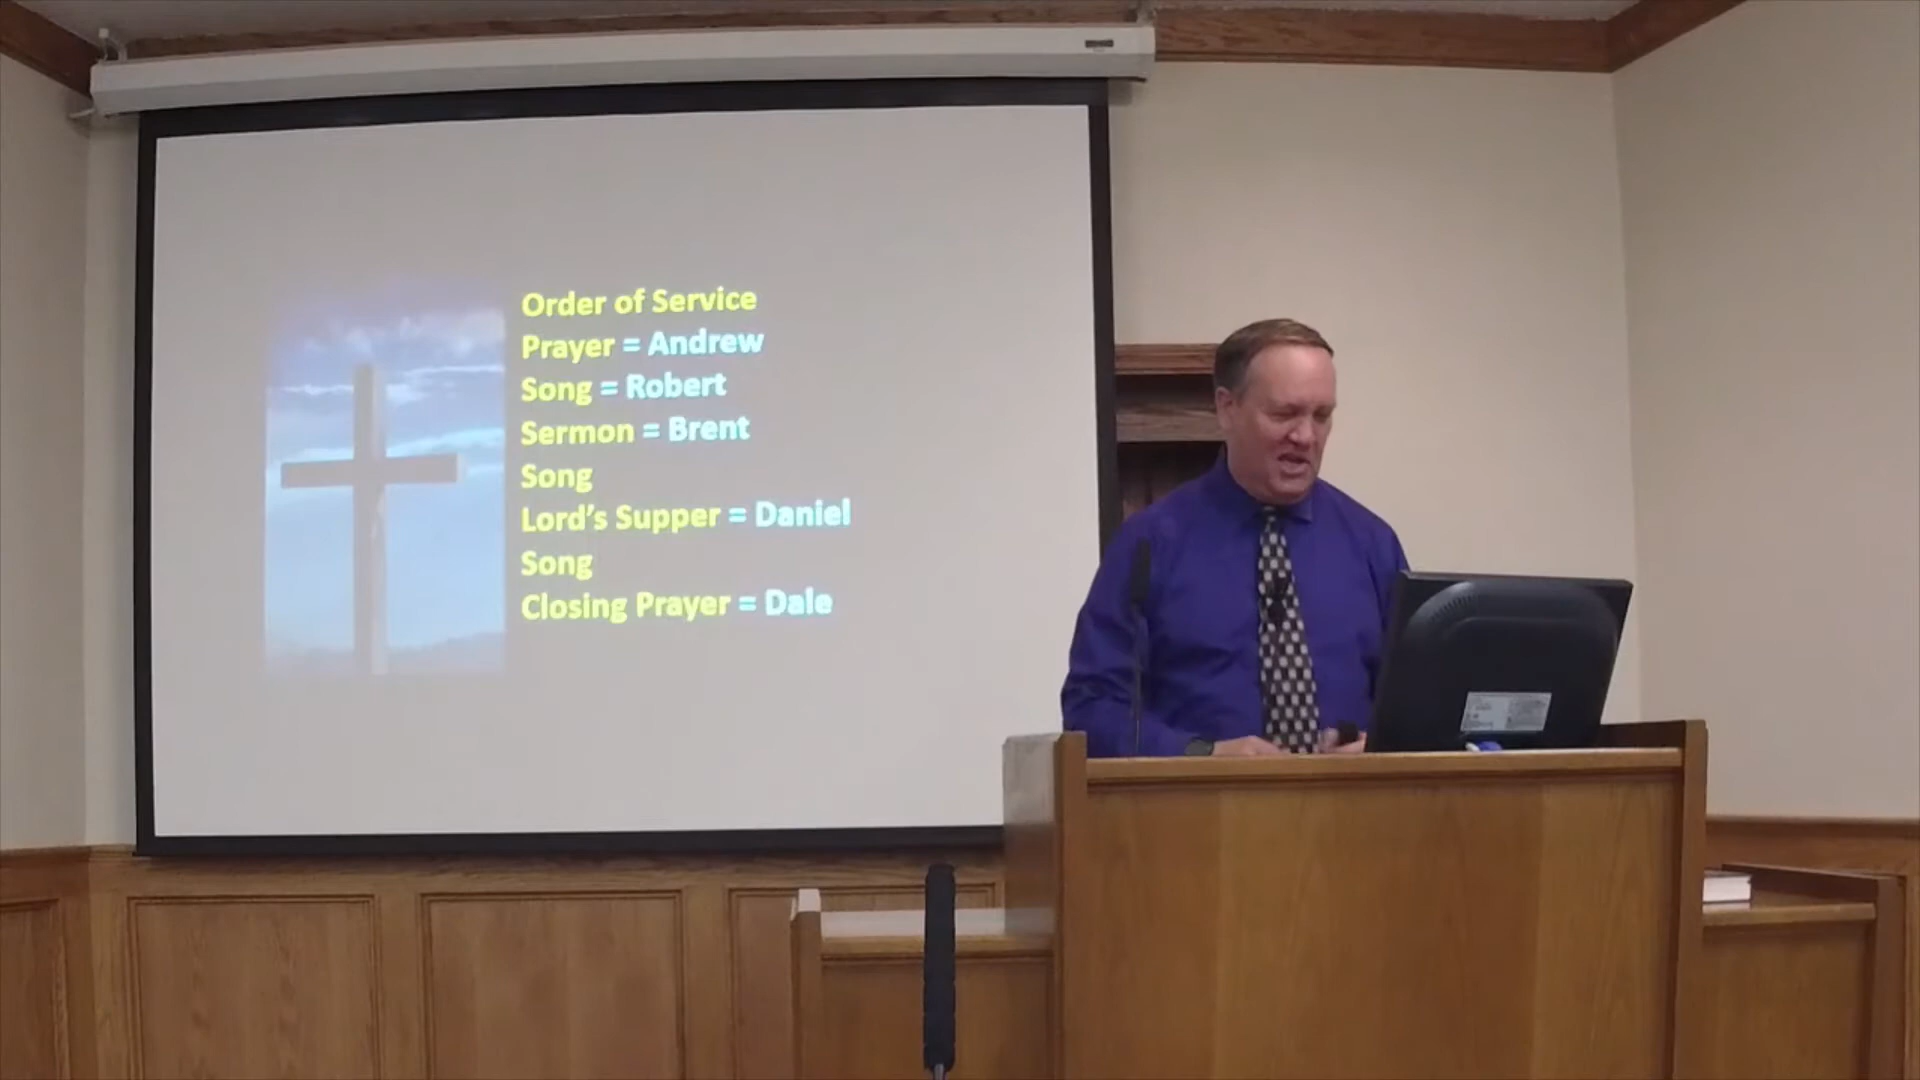 Order of Service
Prayer = Andrew
Song = Robert
Sermon = Brent
Song
Lord's Supper = Daniel
Song
Closing Prayer = Dale